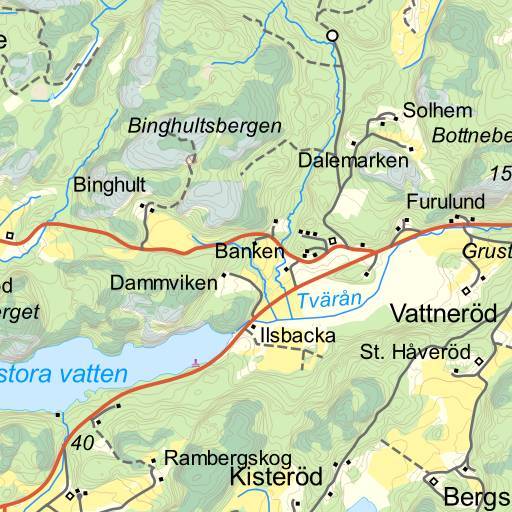 e
Solhem
Binghultsbergen
Bottnebe
Dalemarken
15
Binghult
Furulund
Banken
Grust
Dammviken
Tvärån
d
erget
Vattneröd
Ilsbacka
St. Håveröd
stora vatten
40
Rambergskog
Kisteröd
Bergs